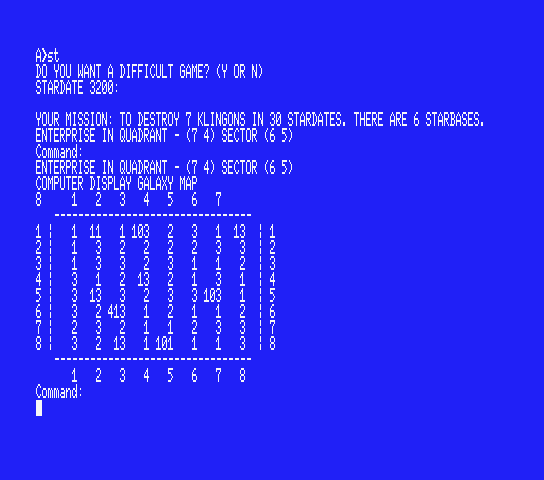 A>st
DO YOU WANT A DIFFICULT GAME? (Y OR N)
STARDATE 3200:
YOUR MISSION: TO DESTROY 7 KLINGONS IN 30 STARDATES. THERE ARE 6 STARBASES.
ENTERPRISE IN QUADRANT - (7 4) SECTOR (6 5)
Command:
ENTERPRISE IN QUADRANT - (7 4) SECTOR (6 5)
COMPUTER DISPLAY GALAXY MAP
8     1   2   3   4   5   6   7
   ---------------------------------
1 ¦   1  11   1 103   2   3   1  13  ¦ 1
2 ¦   1   3   2   2   2   2   3   3  ¦ 2
3 ¦   1   3   3   2   3   1   1   2  ¦ 3
4 ¦   3   1   2  13   2   1   3   1  ¦ 4
5 ¦   3  13   3   2   3   3 103   1  ¦ 5
6 ¦   3   2 413   1   2   1   1   2  ¦ 6
7 ¦   2   3   2   1   1   2   3   3  ¦ 7
8 ¦   3   2  13   1 101   1   1   3  ¦ 8
   ---------------------------------
      1   2   3   4   5   6   7   8
Command: